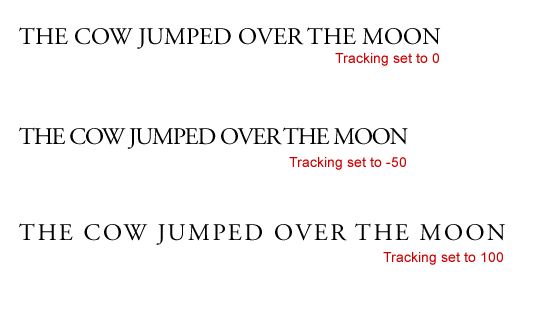 THE COW JUMPED OVER THE MOON
Tracking set to 0
THE COW JUMPED OVER THE MOON
Tracking set to -50
THE COW JUMPED OVER THE MOON
Tracking set to 100